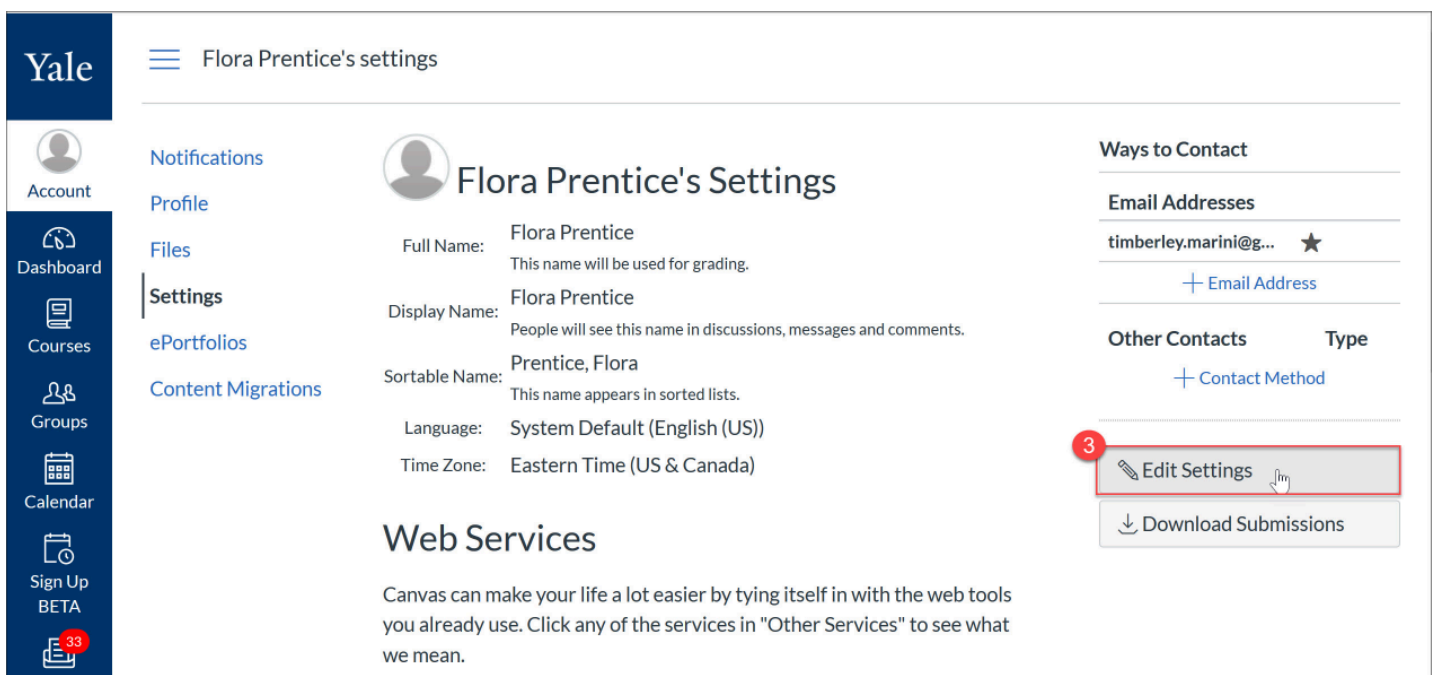 Yale
Flora Prentice's settings
Account
Dashboard
Courses
Groups
Calendar
Sign Up
BETA
33
Notifications
Profile
Files
Settings
ePortfolios
Content Migrations
Flora Prentice's Settings
Full Name: Flora Prentice
This name will be used for grading.
Display Name: Flora Prentice
People will see this name in discussions, messages and comments.
Sortable Name: Prentice, Flora
This name appears in sorted lists.
Language: System Default (English (US))
Time Zone: Eastern Time (US & Canada)
Web Services
Canvas can make your life a lot easier by tying itself in with the web tools
you already use. Click any of the services in "Other Services" to see what
we mean.
Ways to Contact
Email Addresses
timberley.marini@g...
+ Email Address
Other Contacts Type
+ Contact Method
3
Edit Settings
Download Submissions